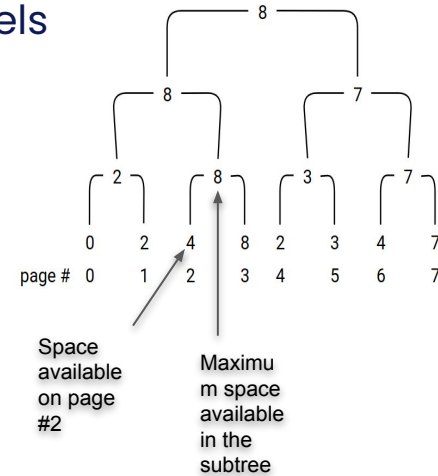 els
8
8 7
2 8 3 7
0 2 4 8 2 3 4 7
page # 0 1 2 3 4 5 6 7
Space
available
on page
#2
Maximu
m space
available
in the
subtree